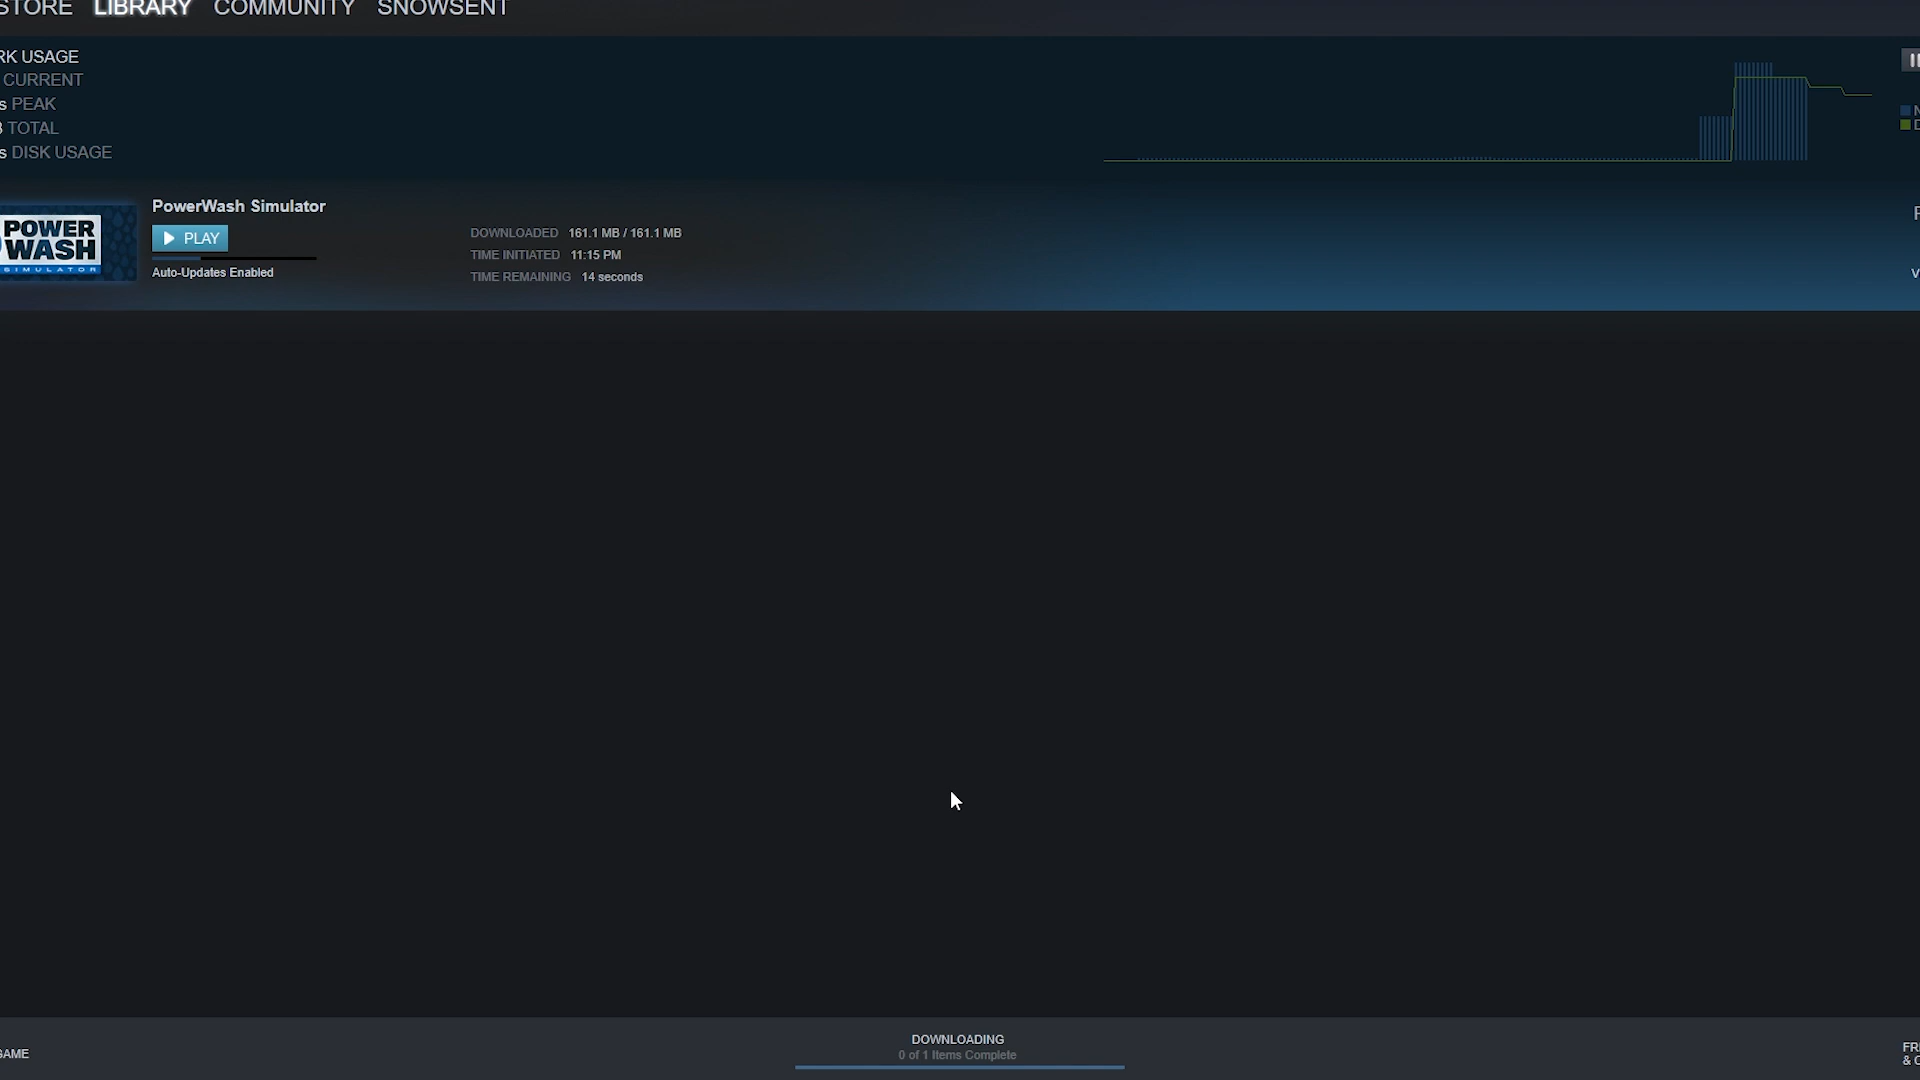 STORE LIBRARY COMMUNITY SNOWSENT
RK USAGE
CURRENT
s PEAK
B TOTAL
s DISK USAGE
PowerWash Simulator
POWER
WASH
SIMULATOR
PLAY
Auto-Updates Enabled
DOWNLOADED 161.1 MB / 161.1 MB
TIME INITIATED 11:15 PM
TIME REMAINING 14 seconds
GAME
DOWNLOADING
0 of 1 Items Complete
FRI
& C